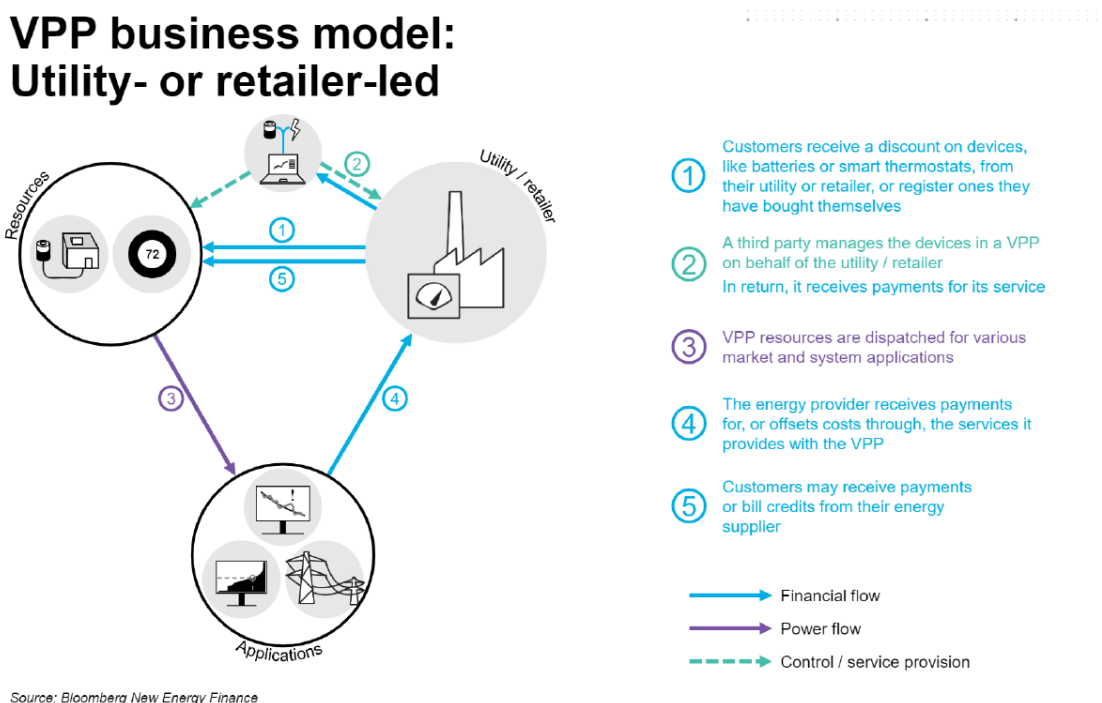 VPP business model:
Utility- or retailer-led
Resources
72
Utility / retailer
2
1
5
3
4
Applications
1
Customers receive a discount on devices,
like batteries or smart thermostats, from
their utility or retailer, or register ones they
have bought themselves
2
A third party manages the devices in a VPP
on behalf of the utility / retailer
In return, it receives payments for its service
3
VPP resources are dispatched for various
market and system applications
4
The energy provider receives payments
for, or offsets costs through, the services it
provides with the VPP
5
Customers may receive payments
or bill credits from their energy
supplier
Financial flow
Power flow
Control / service provision
!
Source: Bloomberg New Energy Finance